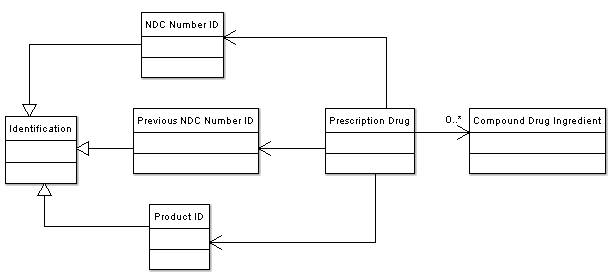 NDC Number ID
Identification
Previous NDC Number ID
Prescription Drug
0..*
Compound Drug Ingredient
Product ID